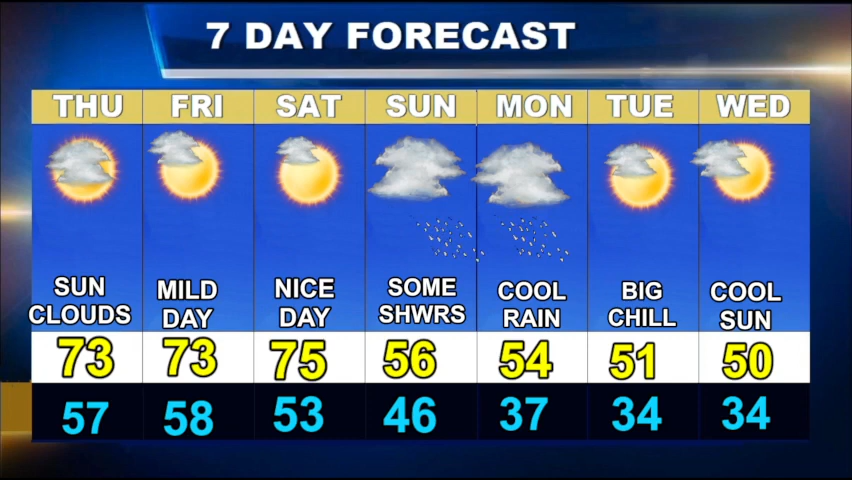 7 DAY FORECAST
THU FRI SAT SUN MON TUE WED
SUN CLOUDS
MILD DAY
NICE DAY
SOME SHWRS
COOL RAIN
BIG CHILL
COOL SUN
73 73 75 56 54 51 50
57 58 53 46 37 34 34